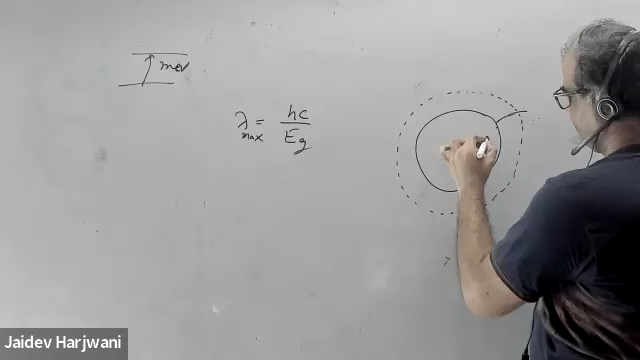 meV
λmax = hc / Eg
Jaidev Harjwani